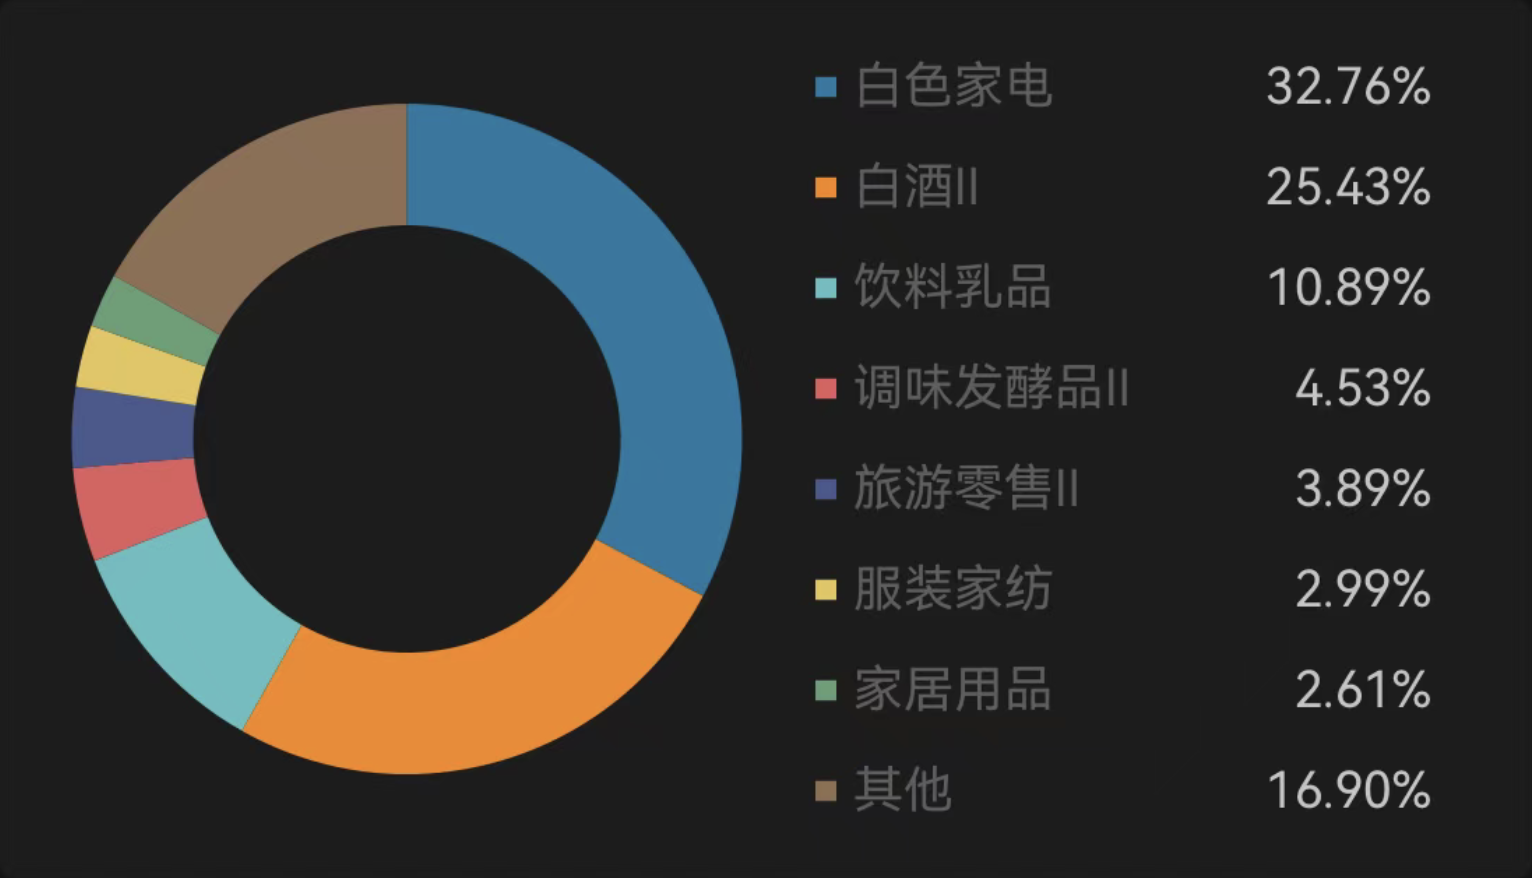 白色家电 32.76%
白酒II 25.43%
饮料乳品 10.89%
调味发酵品II 4.53%
旅游零售II 3.89%
服装家纺 2.99%
家居用品 2.61%
其他 16.90%